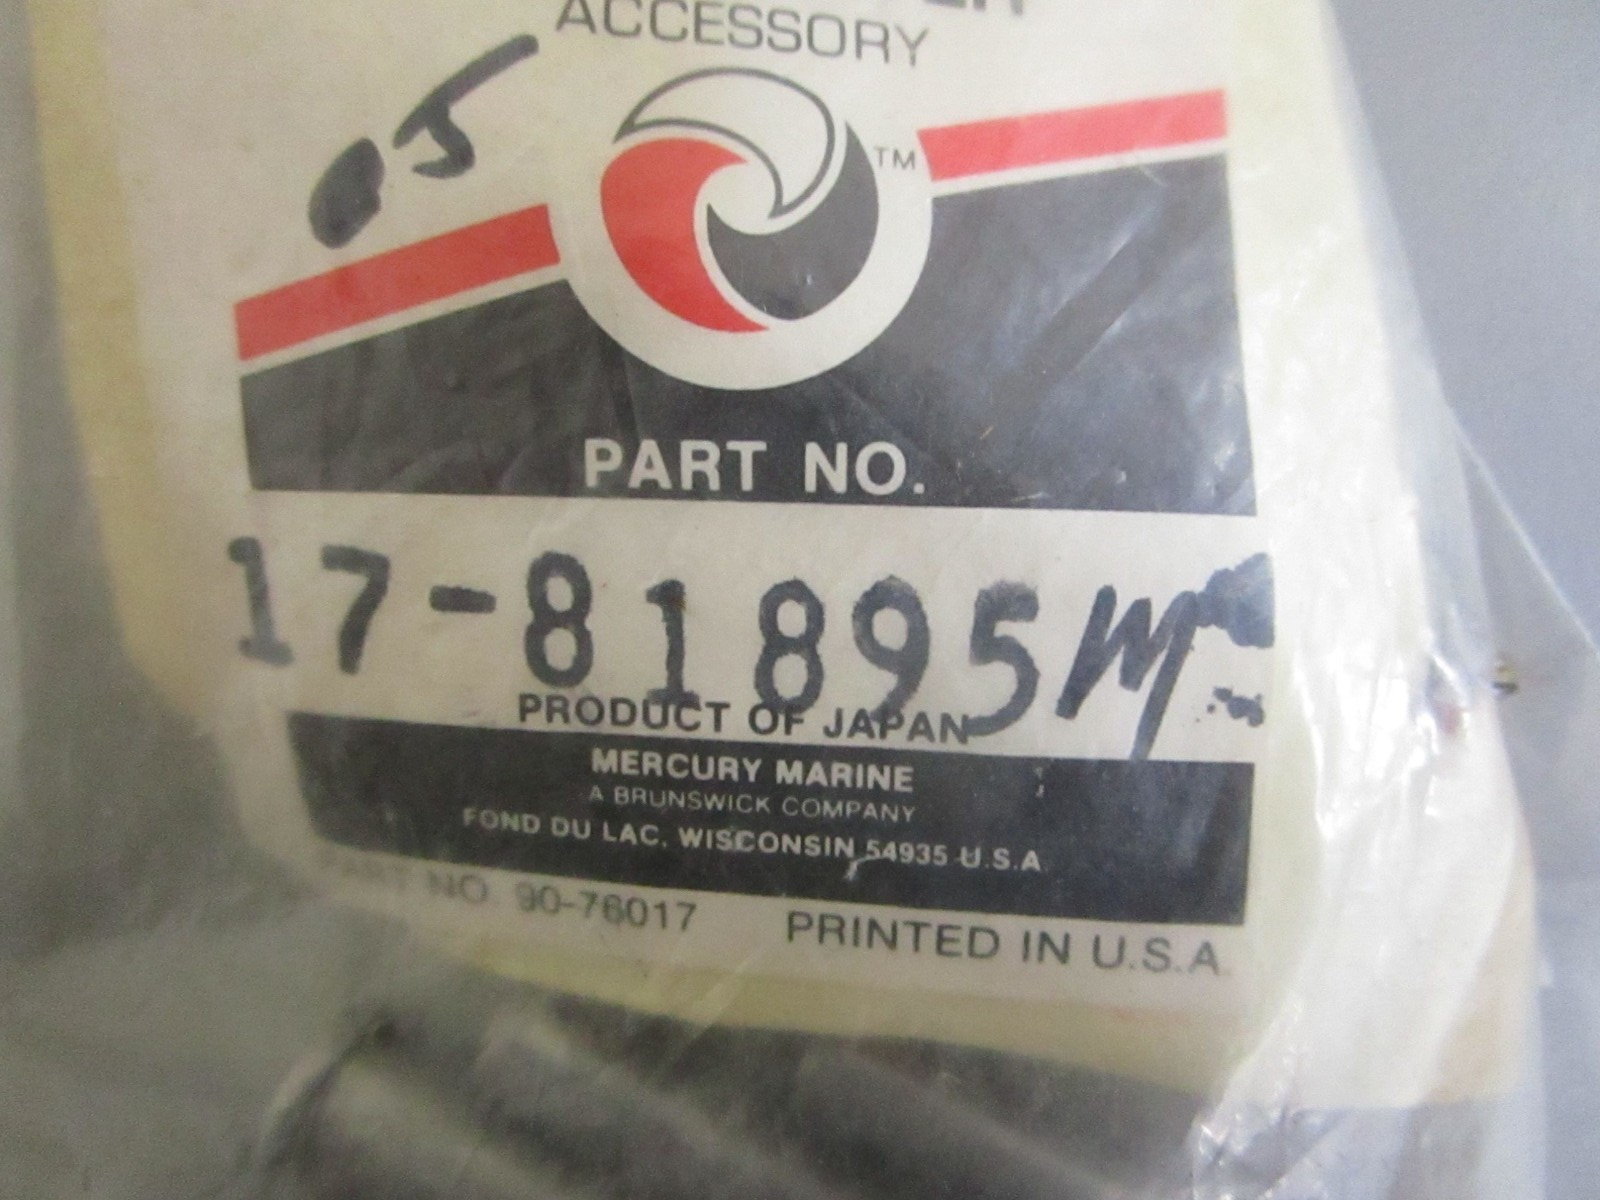 ACCESSORY
05
TM
PART NO.
17-81895M
PRODUCT OF JAPAN
MERCURY MARINE
A BRUNSWICK COMPANY
FOND DU LAC, WISCONSIN 54935 U.S.A
PART NO. 90-76017 PRINTED IN U.S.A.